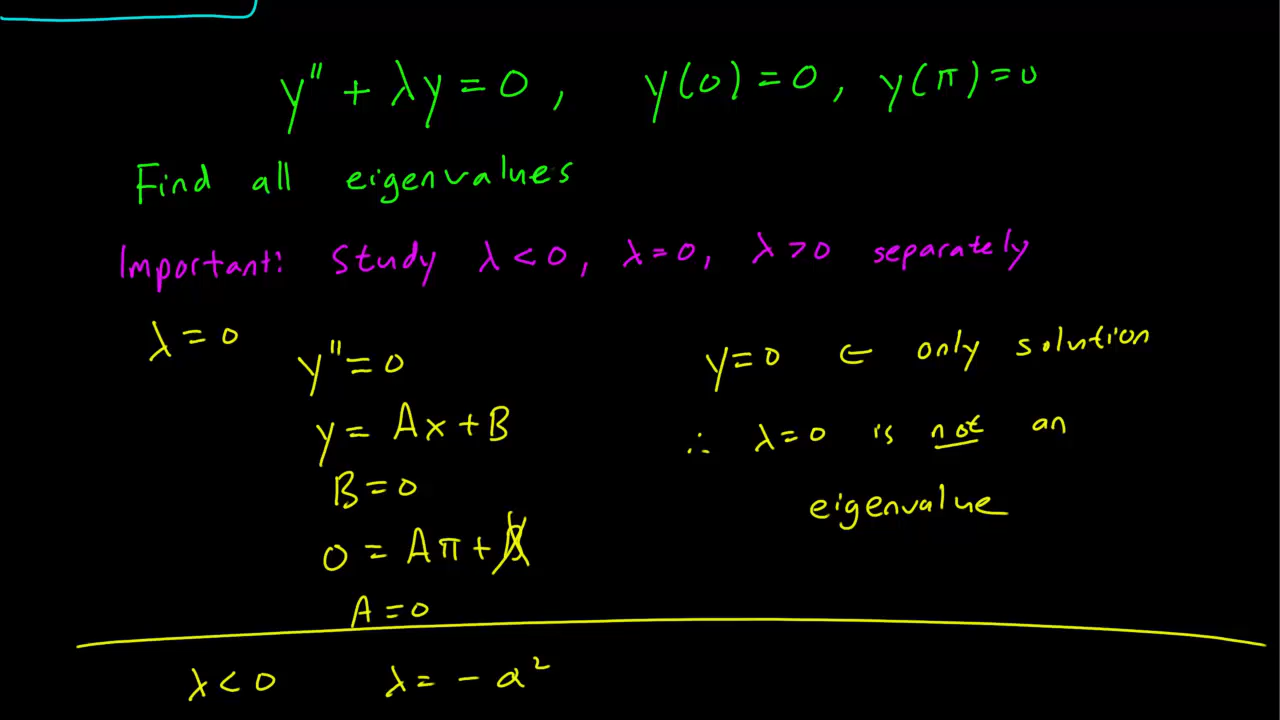 y'' + λy = 0, y(0) = 0, y(π) = 0
Find all eigenvalues
Important: Study λ < 0, λ = 0, λ > 0 separately
λ = 0
y'' = 0
y = Ax + B
B = 0
0 = Aπ + B
A = 0
y = 0 ← only solution
∴ λ = 0 is not an
eigenvalue
λ < 0 λ = - α²